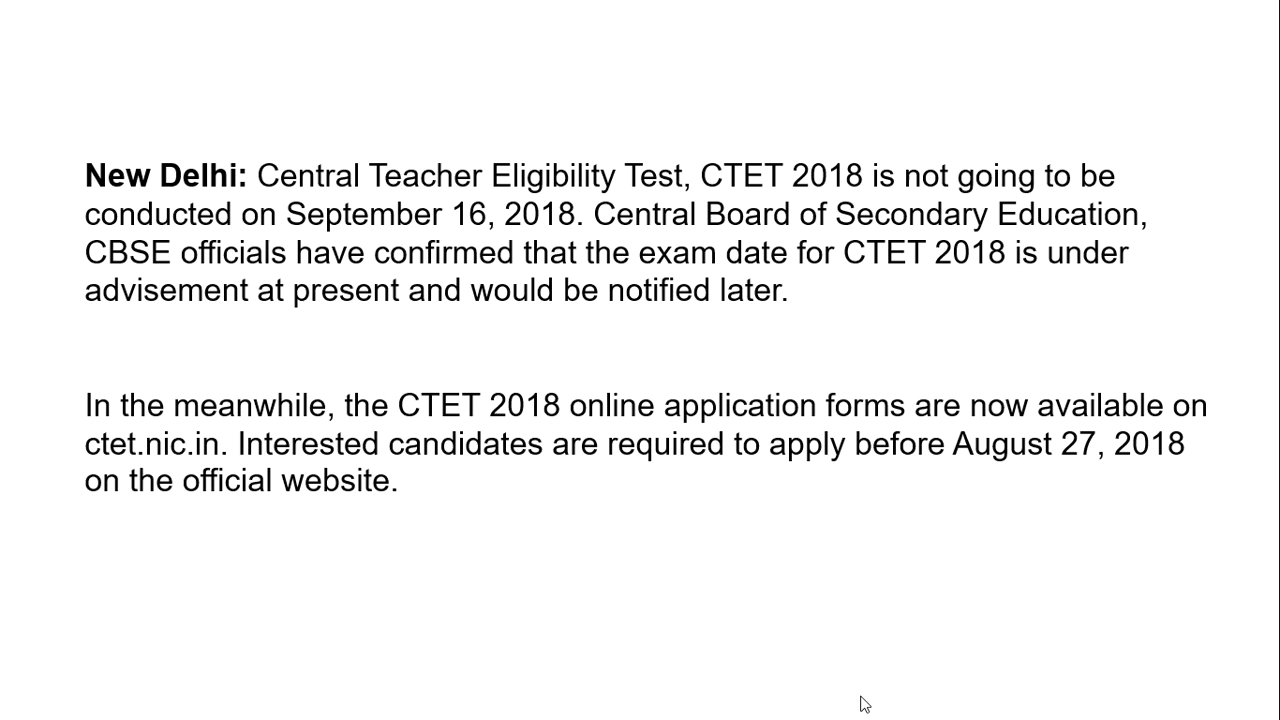 New Delhi: Central Teacher Eligibility Test, CTET 2018 is not going to be
conducted on September 16, 2018. Central Board of Secondary Education,
CBSE officials have confirmed that the exam date for CTET 2018 is under
advisement at present and would be notified later.
In the meanwhile, the CTET 2018 online application forms are now available on
ctet.nic.in. Interested candidates are required to apply before August 27, 2018
on the official website.